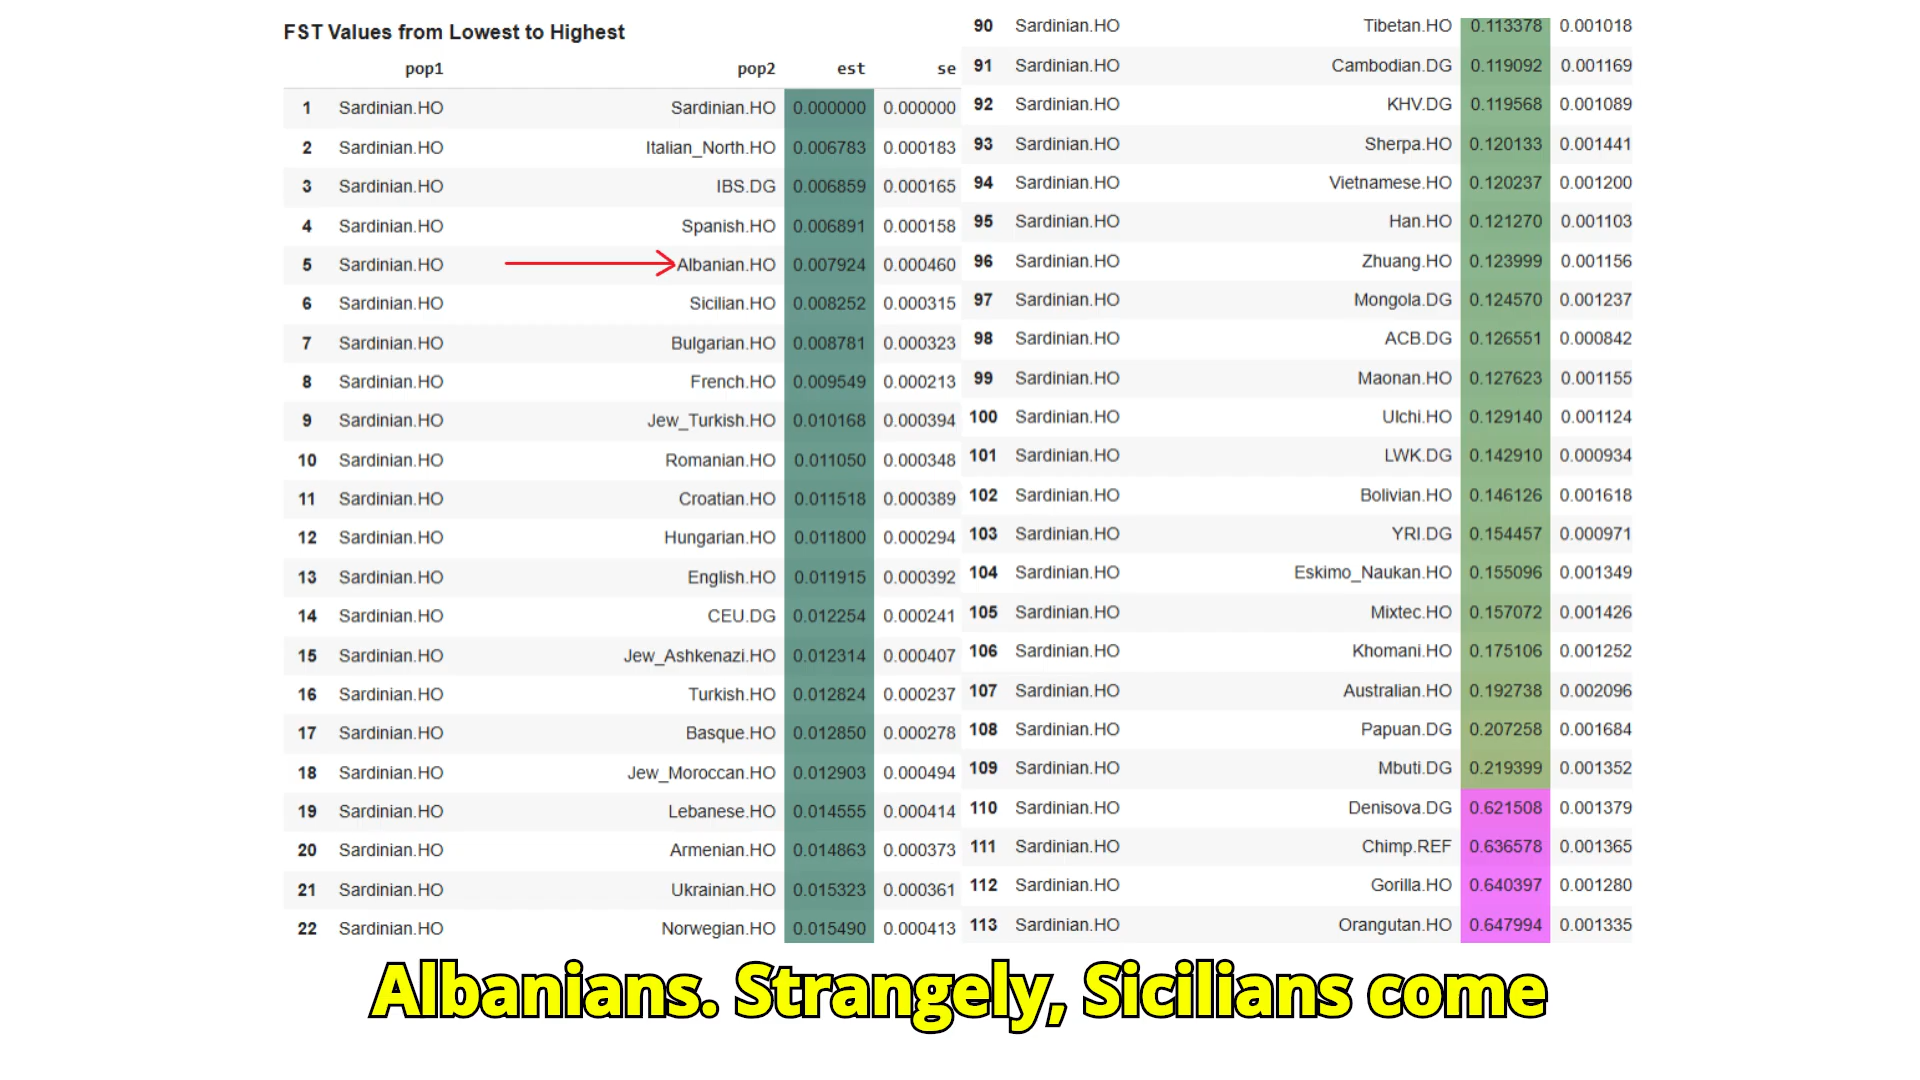 FST Values from Lowest to Highest
pop1 pop2 est se
1 Sardinian.HO Sardinian.HO 0.000000 0.000000
2 Sardinian.HO Italian_North.HO 0.006783 0.000183
3 Sardinian.HO IBS.DG 0.006859 0.000165
4 Sardinian.HO Spanish.HO 0.006891 0.000158
5 Sardinian.HO Albanian.HO 0.007924 0.000460
6 Sardinian.HO Sicilian.HO 0.008252 0.000315
7 Sardinian.HO Bulgarian.HO 0.008781 0.000323
8 Sardinian.HO French.HO 0.009549 0.000213
9 Sardinian.HO Jew_Turkish.HO 0.010168 0.000394
10 Sardinian.HO Romanian.HO 0.011050 0.000348
11 Sardinian.HO Croatian.HO 0.011518 0.000389
12 Sardinian.HO Hungarian.HO 0.011800 0.000294
13 Sardinian.HO English.HO 0.011915 0.000392
14 Sardinian.HO CEU.DG 0.012254 0.000241
15 Sardinian.HO Jew_Ashkenazi.HO 0.012314 0.000407
16 Sardinian.HO Turkish.HO 0.012824 0.000237
17 Sardinian.HO Basque.HO 0.012850 0.000278
18 Sardinian.HO Jew_Moroccan.HO 0.012903 0.000494
19 Sardinian.HO Lebanese.HO 0.014555 0.000414
20 Sardinian.HO Armenian.HO 0.014863 0.000373
21 Sardinian.HO Ukrainian.HO 0.015323 0.000361
22 Sardinian.HO Norwegian.HO 0.015490 0.000413
90 Sardinian.HO Tibetan.HO 0.113378 0.001018
91 Sardinian.HO Cambodian.DG 0.119092 0.001169
92 Sardinian.HO KHV.DG 0.119568 0.001089
93 Sardinian.HO Sherpa.HO 0.120133 0.001441
94 Sardinian.HO Vietnamese.HO 0.120237 0.001200
95 Sardinian.HO Han.HO 0.121270 0.001103
96 Sardinian.HO Zhuang.HO 0.123999 0.001156
97 Sardinian.HO Mongola.DG 0.124570 0.001237
98 Sardinian.HO ACB.DG 0.126551 0.000842
99 Sardinian.HO Maonan.HO 0.127623 0.001155
100 Sardinian.HO Ulchi.HO 0.129140 0.001124
101 Sardinian.HO LWK.DG 0.142910 0.000934
102 Sardinian.HO Bolivian.HO 0.146126 0.001618
103 Sardinian.HO YRI.DG 0.154457 0.000971
104 Sardinian.HO Eskimo_Naukan.HO 0.155096 0.001349
105 Sardinian.HO Mixtec.HO 0.157072 0.001426
106 Sardinian.HO Khomani.HO 0.175106 0.001252
107 Sardinian.HO Australian.HO 0.192738 0.002096
108 Sardinian.HO Papuan.DG 0.207258 0.001684
109 Sardinian.HO Mbuti.DG 0.219399 0.001352
110 Sardinian.HO Denisova.DG 0.621508 0.001379
111 Sardinian.HO Chimp.REF 0.636578 0.001365
112 Sardinian.HO Gorilla.HO 0.640397 0.001280
113 Sardinian.HO Orangutan.HO 0.647994 0.001335
Albanians. Strangely, Sicilians come